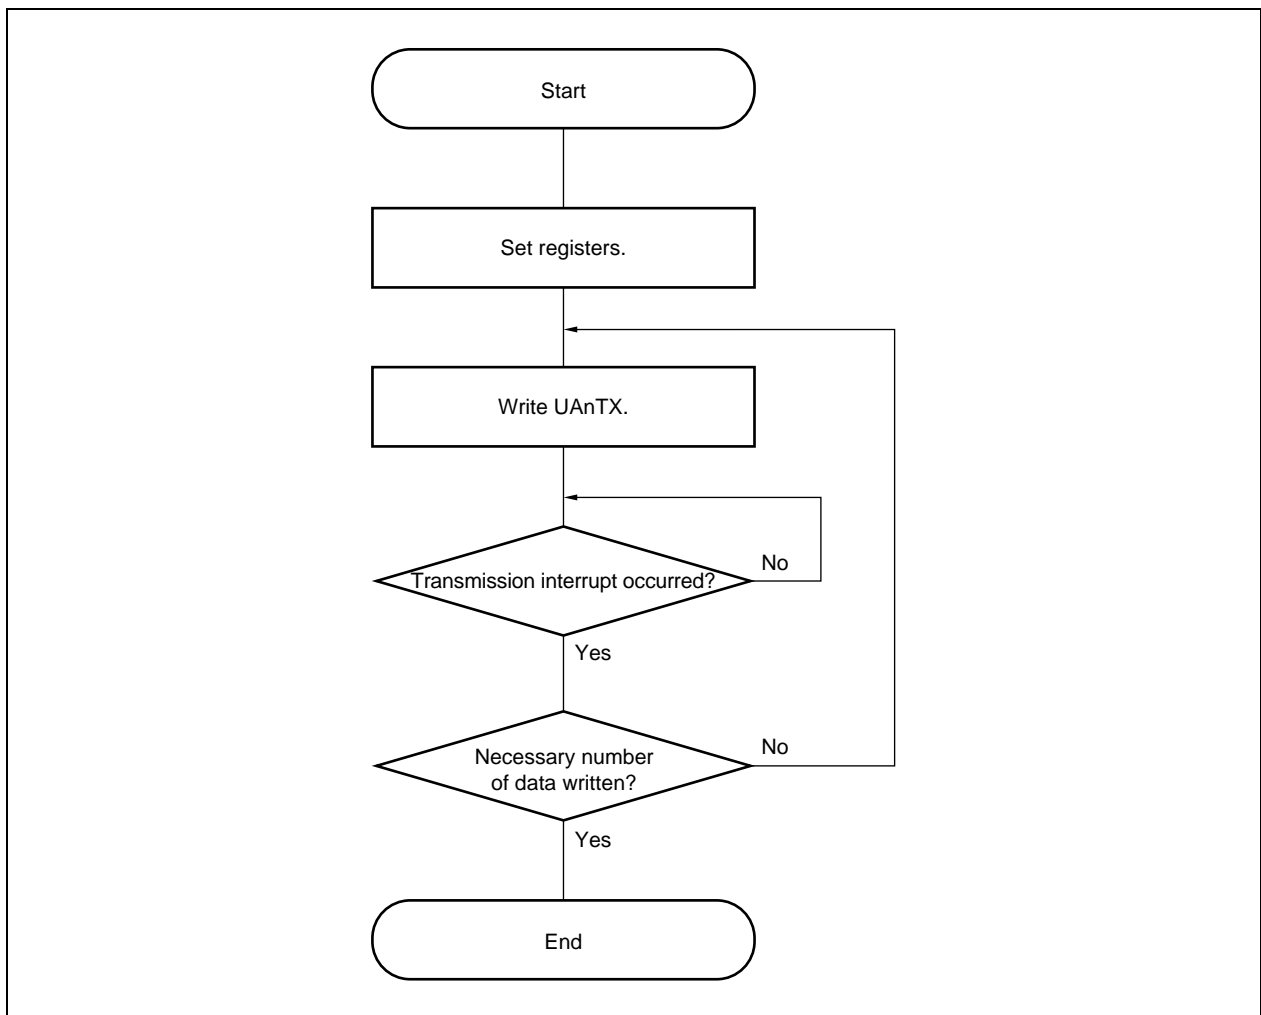 Start
Set registers.
Write UAnTX.
Transmission interrupt occurred?
No
Yes
Necessary number
of data written?
No
Yes
End